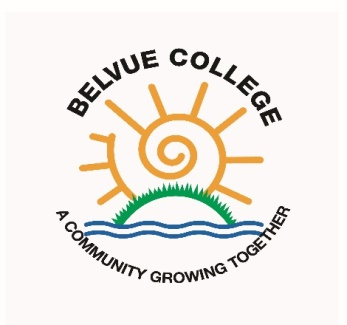 BELVUE COLLEGE
A COMMUNITY GROWING TOGETHER